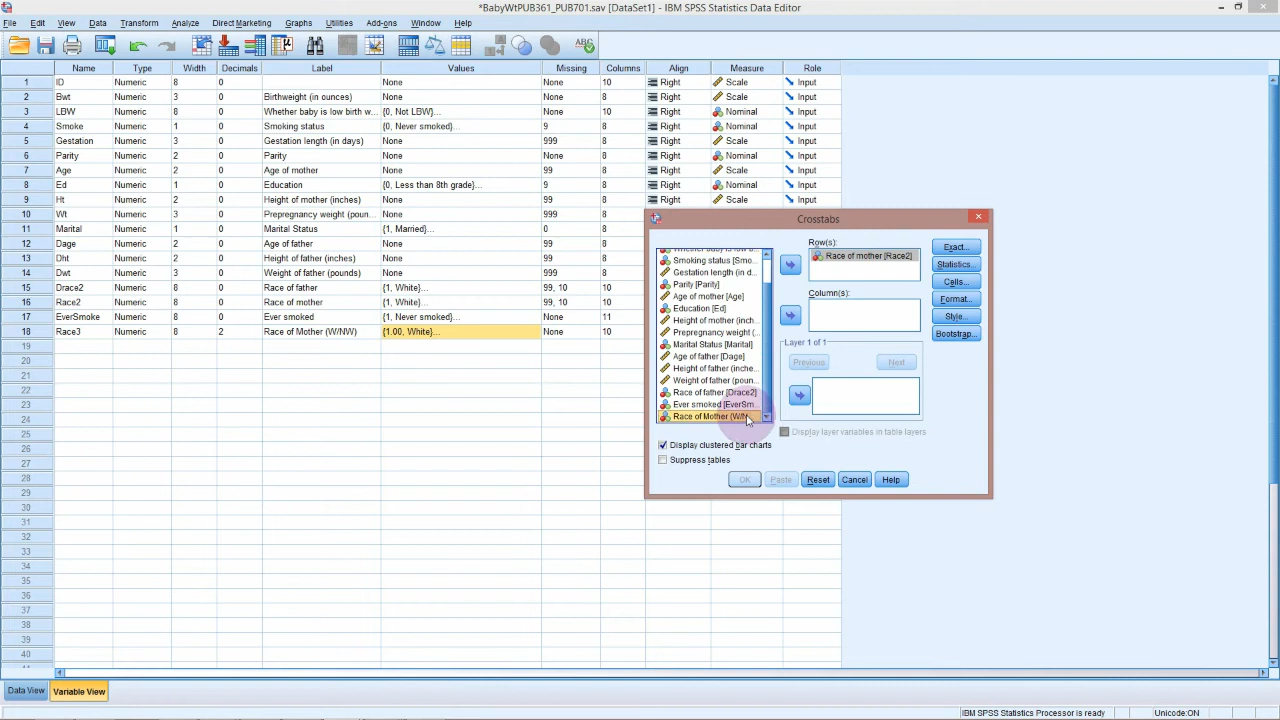 *BabyWtPUB361_PUB701.sav [DataSet1] - IBM SPSS Statistics Data Editor
File Edit View Data Transform Analyze Direct Marketing Graphs Utilities Add-ons Window Help
Name Type Width Decimals Label Values Missing Columns Align Measure Role
1 ID Numeric 8 0 None None 10 Right Scale Input
2 Bwt Numeric 3 0 Birthweight (in ounces) None None 8 Right Scale Input
3 LBW Numeric 8 0 Whether baby is low birth w... {0, Not LBW}... None 10 Right Nominal Input
4 Smoke Numeric 1 0 Smoking status {0, Never smoked}... 9 8 Right Nominal Input
5 Gestation Numeric 3 0 Gestation length (in days) None 999 8 Right Scale Input
6 Parity Numeric 2 0 Parity None None 8 Right Nominal Input
7 Age Numeric 2 0 Age of mother None 99 8 Right Scale Input
8 Ed Numeric 1 0 Education {0, Less than 8th grade}... 9 8 Right Nominal Input
9 Ht Numeric 2 0 Height of mother (inches) None 99 8 Right Scale Input
10 Wt Numeric 3 0 Prepregnancy weight (poun... None 999 8
11 Marital Numeric 1 0 Marital Status {1, Married}... 0 8
12 Dage Numeric 2 0 Age of father None 99 8
13 Dht Numeric 2 0 Height of father (inches) None 99 8
14 Dwt Numeric 3 0 Weight of father (pounds) None 999 8
15 Drace2 Numeric 8 0 Race of father {1, White}... 99, 10 10
16 Race2 Numeric 8 0 Race of mother {1, White}... 99, 10 10
17 EverSmoke Numeric 8 0 Ever smoked {1, Never smoked}... None 11
18 Race3 Numeric 8 2 Race of Mother (W/NW) {1.00, White}... None 10
19
20
21
22
23
24
25
26
27
28
29
30
31
32
33
34
35
36
37
38
39
40
Crosstabs
Whether baby is low b...
Smoking status [Smo...
Gestation length (in d...
Parity [Parity]
Age of mother [Age]
Education [Ed]
Height of mother (inch...
Prepregnancy weight (...
Marital Status [Marital]
Age of father [Dage]
Height of father (inche...
Weight of father (poun...
Race of father [Drace2]
Ever smoked [EverSm...
Race of Mother (W/N
Row(s):
Race of mother [Race2]
Column(s):
Layer 1 of 1
Previous Next
Exact...
Statistics...
Cells...
Format...
Style...
Bootstrap...
Display layer variables in table layers
Display clustered bar charts
Suppress tables
OK Paste Reset Cancel Help
Data View Variable View
IBM SPSS Statistics Processor is ready Unicode:ON